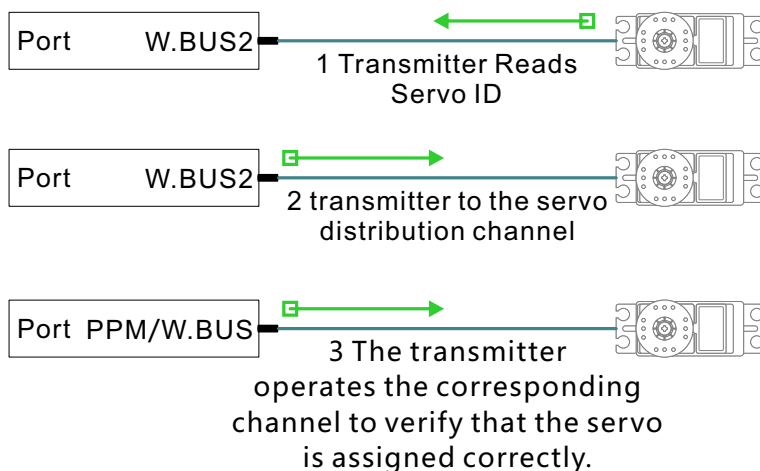 Port W.BUS2
1 Transmitter Reads
Servo ID
Port W.BUS2
2 transmitter to the servo
distribution channel
Port PPM/W.BUS
3 The transmitter
operates the corresponding
channel to verify that the servo
is assigned correctly.